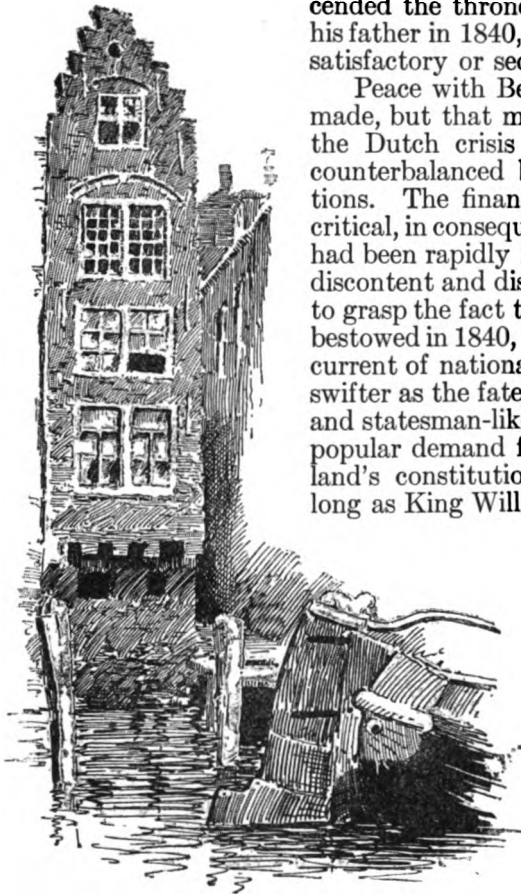 cended the throne
his father in 1840,
satisfactory or sec
Peace with Be
made, but that m
the Dutch crisis
counterbalanced b
tions. The finan
critical, in consequ
had been rapidly
discontent and dis
to grasp the fact t
bestowed in 1840,
current of nationa
swifter as the fate
and statesman-lik
popular demand f
land's constitutio
long as King Will